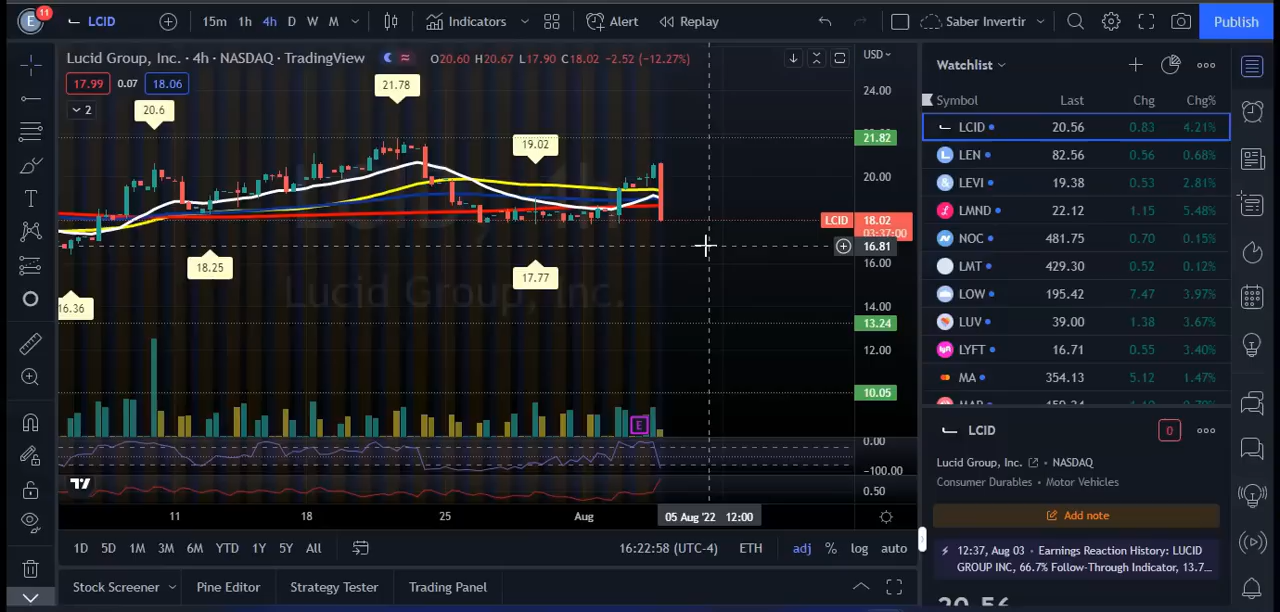 E 11 LCID 15m 1h 4h D W M Indicators Alert Replay Saber Invertir Publish
Lucid Group, Inc. · 4h · NASDAQ · TradingView O20.60 H20.67 L17.90 C18.02 -2.52 (-12.27%) USD
17.99 0.07 18.06
2
20.6
21.78
19.02
18.25
17.77
16.36
24.00
21.82
20.00
LCID 18.02
03:37:00
16.81
16.00
14.00
13.24
12.00
10.05
0.00
-100.00
0.50
Lucid Group, Inc.
E
11 18 25 Aug 05 Aug '22 12:00
1D 5D 1M 3M 6M YTD 1Y 5Y All 16:22:58 (UTC-4) ETH adj % log auto
Stock Screener Pine Editor Strategy Tester Trading Panel
Watchlist
Symbol Last Chg Chg%
LCID 20.56 0.83 4.21%
LEN 82.56 0.56 0.68%
LEVI 19.38 0.53 2.81%
LMND 22.12 1.15 5.48%
NOC 481.75 0.70 0.15%
LMT 429.30 0.52 0.12%
LOW 195.42 7.47 3.97%
LUV 39.00 1.38 3.67%
LYFT 16.71 0.55 3.40%
MA 354.13 5.12 1.47%
LCID 0
Lucid Group, Inc. · NASDAQ
Consumer Durables · Motor Vehicles
Add note
12:37, Aug 03 · Earnings Reaction History: LUCID
GROUP INC, 66.7% Follow-Through Indicator, 13.7...
20.56